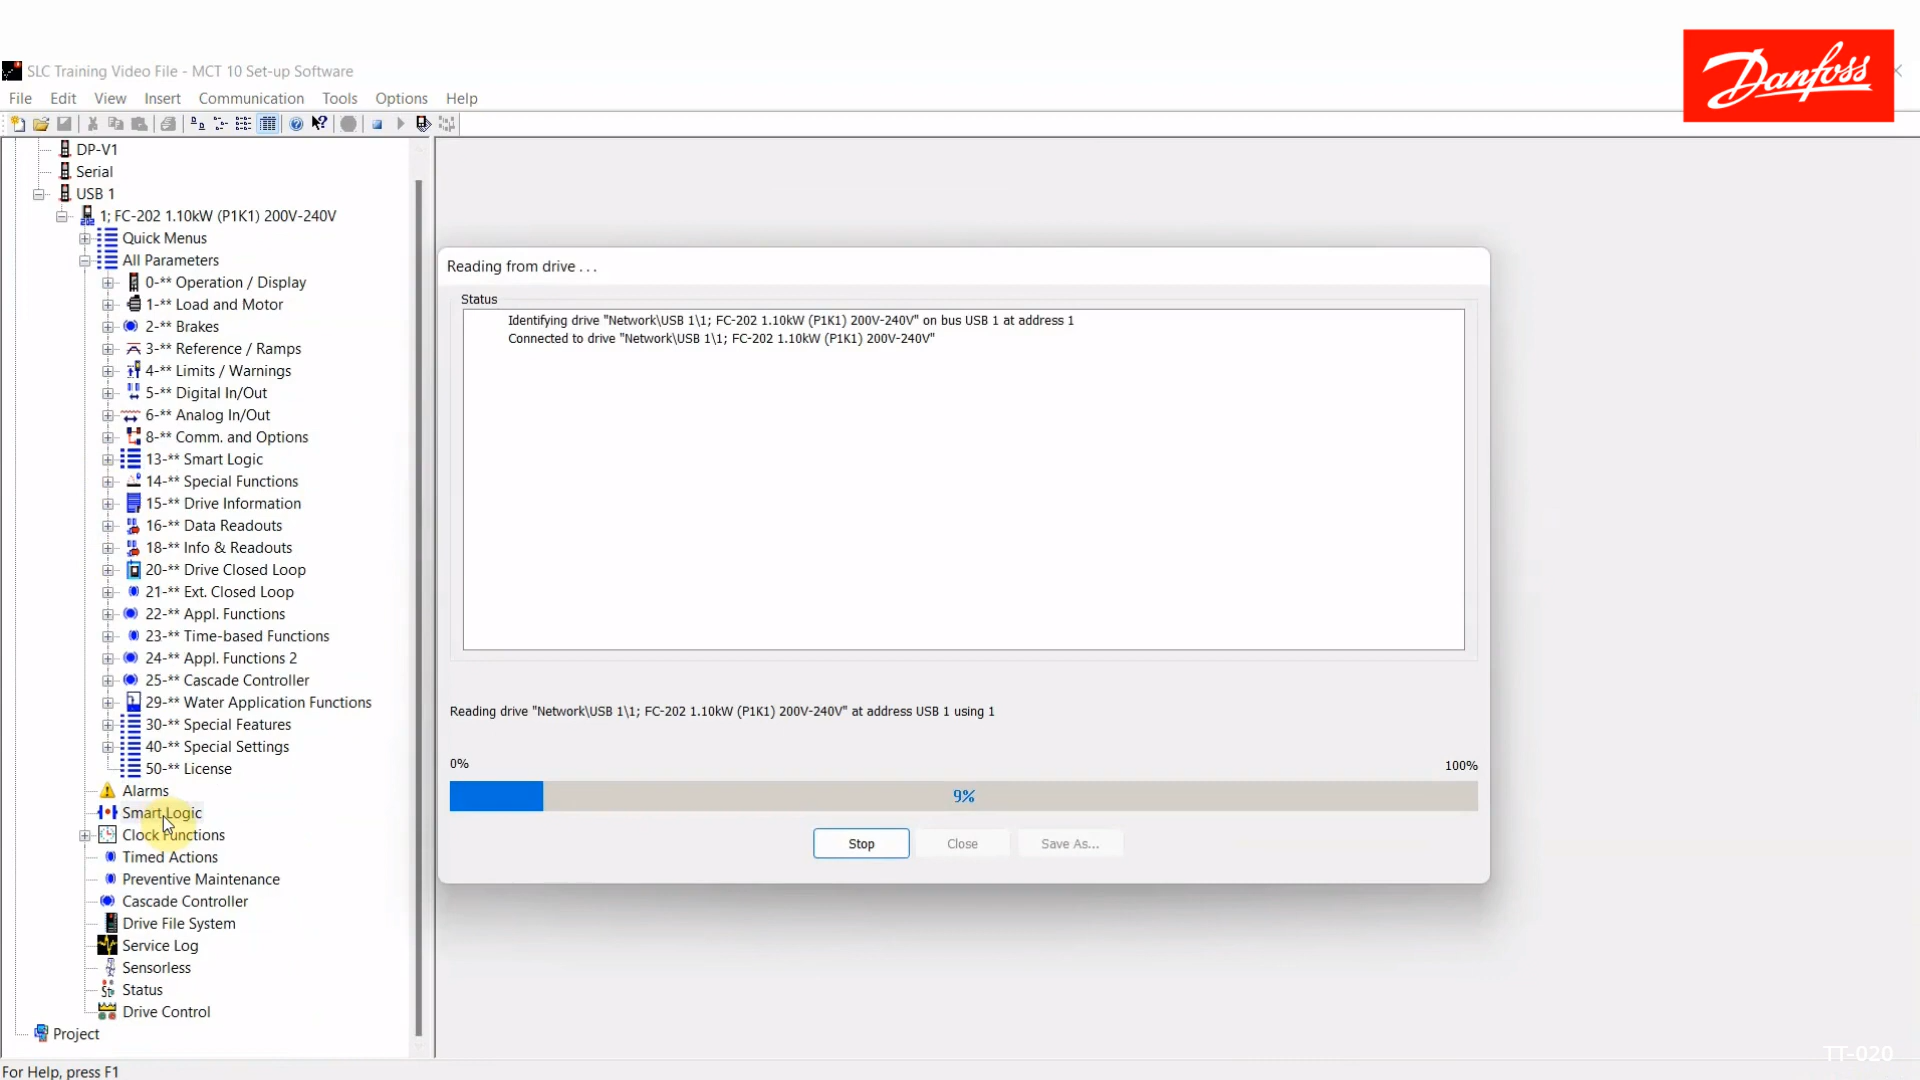 Danfoss
SLC Training Video File - MCT 10 Set-up Software
File Edit View Insert Communication Tools Options Help
DP-V1
Serial
USB 1
1; FC-202 1.10kW (P1K1) 200V-240V
Quick Menus
All Parameters
0-** Operation / Display
1-** Load and Motor
2-** Brakes
3-** Reference / Ramps
4-** Limits / Warnings
5-** Digital In/Out
6-** Analog In/Out
8-** Comm. and Options
13-** Smart Logic
14-** Special Functions
15-** Drive Information
16-** Data Readouts
18-** Info & Readouts
20-** Drive Closed Loop
21-** Ext. Closed Loop
22-** Appl. Functions
23-** Time-based Functions
24-** Appl. Functions 2
25-** Cascade Controller
29-** Water Application Functions
30-** Special Features
40-** Special Settings
50-** License
Alarms
Smart Logic
Clock Functions
Timed Actions
Preventive Maintenance
Cascade Controller
Drive File System
Service Log
Sensorless
Status
Drive Control
Project
Reading from drive . . .
Status
Identifying drive "Network\USB 1\1; FC-202 1.10kW (P1K1) 200V-240V" on bus USB 1 at address 1
Connected to drive "Network\USB 1\1; FC-202 1.10kW (P1K1) 200V-240V"
Reading drive "Network\USB 1\1; FC-202 1.10kW (P1K1) 200V-240V" at address USB 1 using 1
0% 100%
9%
Stop Close Save As...
TT-020
For Help, press F1